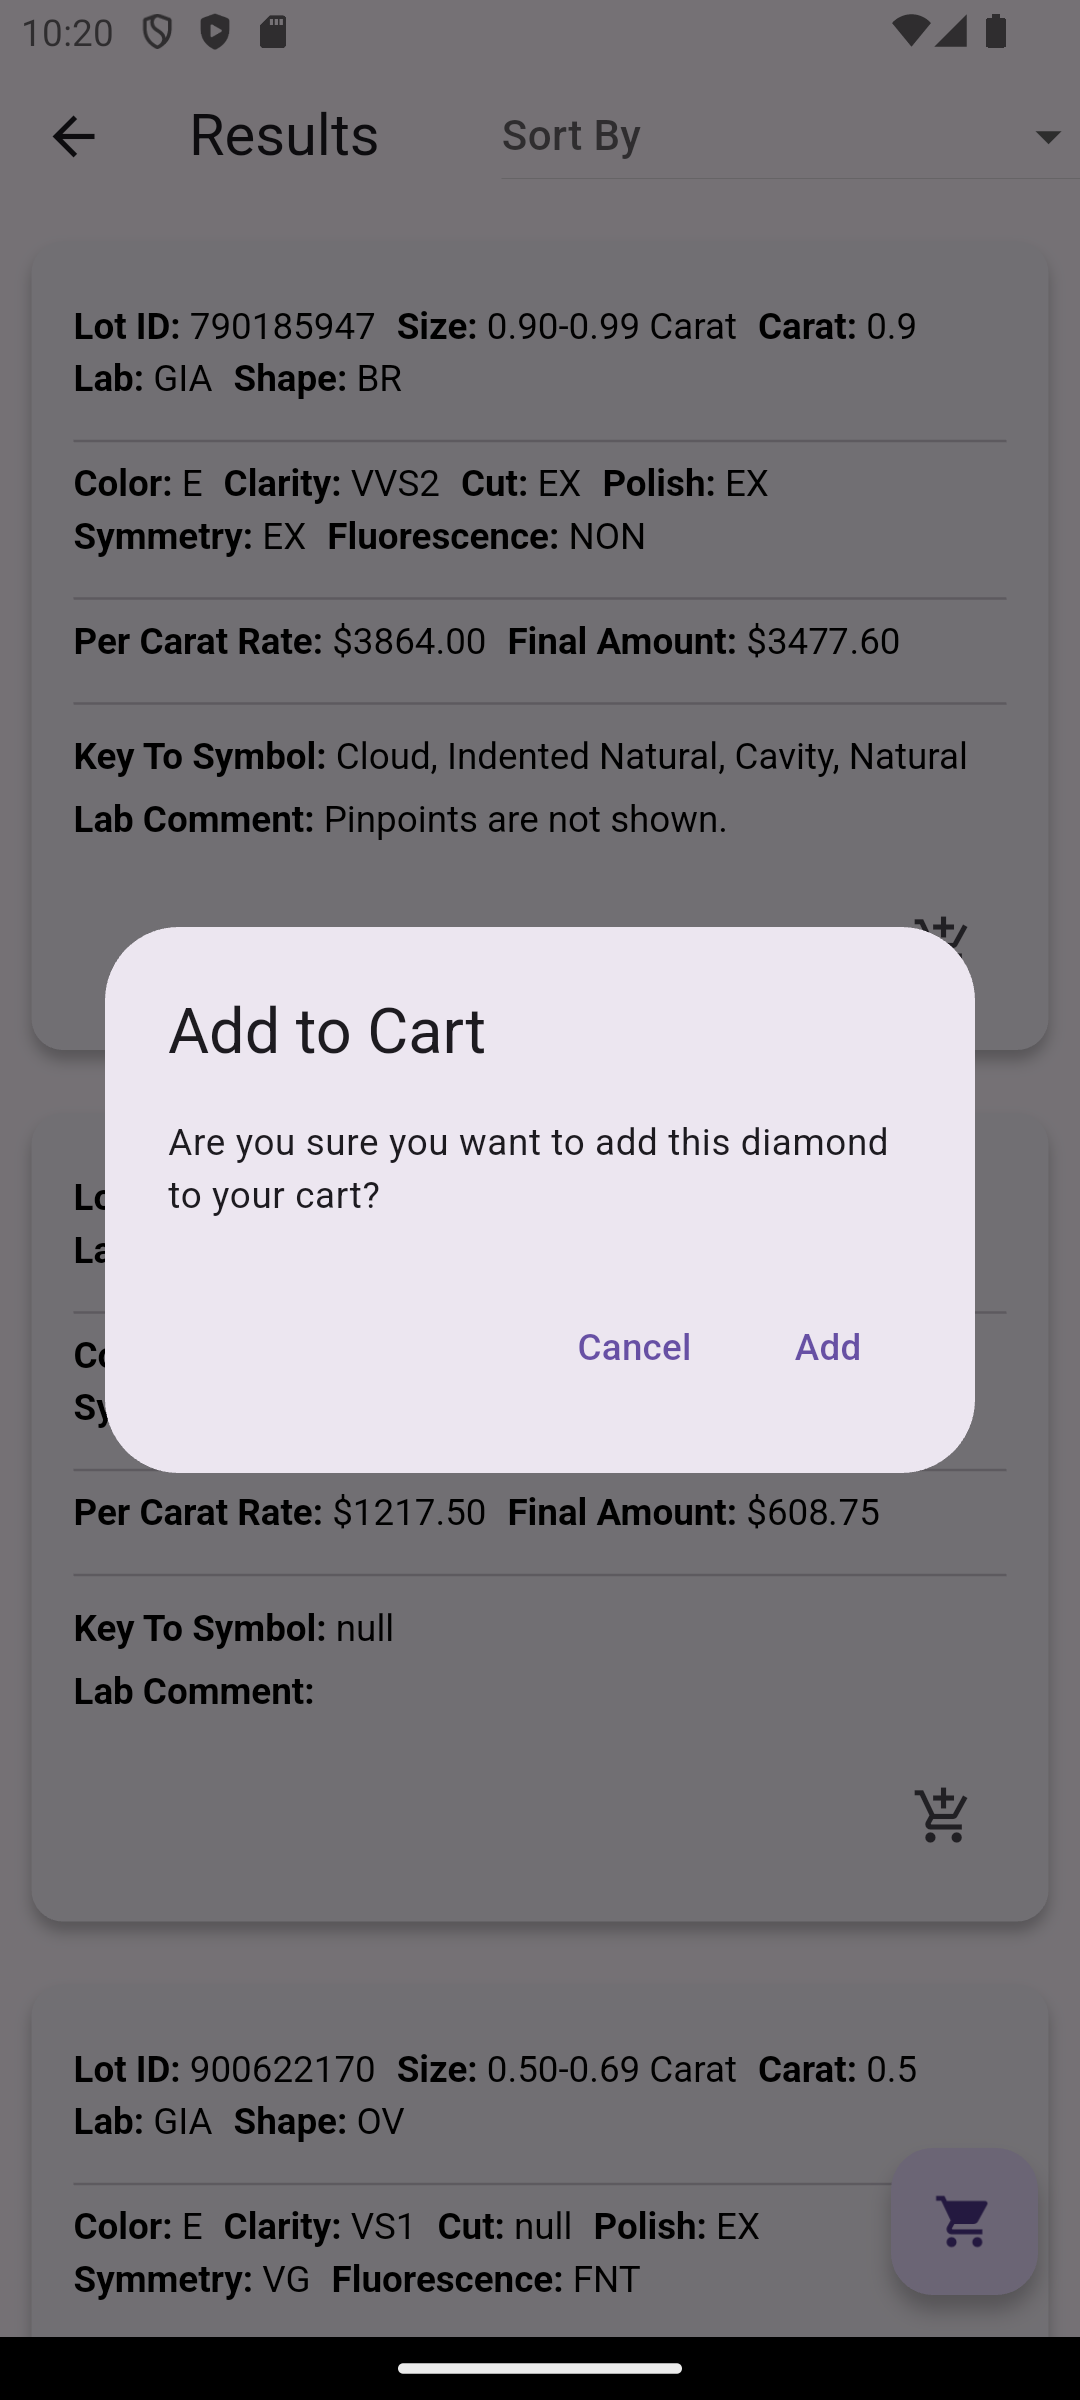 10:20
Results
Sort By
Lot ID: 790185947 Size: 0.90-0.99 Carat Carat: 0.9
Lab: GIA Shape: BR
Color: E Clarity: VVS2 Cut: EX Polish: EX
Symmetry: EX Fluorescence: NON
Per Carat Rate: $3864.00 Final Amount: $3477.60
Key To Symbol: Cloud, Indented Natural, Cavity, Natural
Lab Comment: Pinpoints are not shown.
Add to Cart
Are you sure you want to add this diamond
to your cart?
Cancel Add
Per Carat Rate: $1217.50 Final Amount: $608.75
Key To Symbol: null
Lab Comment:
Lot ID: 900622170 Size: 0.50-0.69 Carat Carat: 0.5
Lab: GIA Shape: OV
Color: E Clarity: VS1 Cut: null Polish: EX
Symmetry: VG Fluorescence: FNT